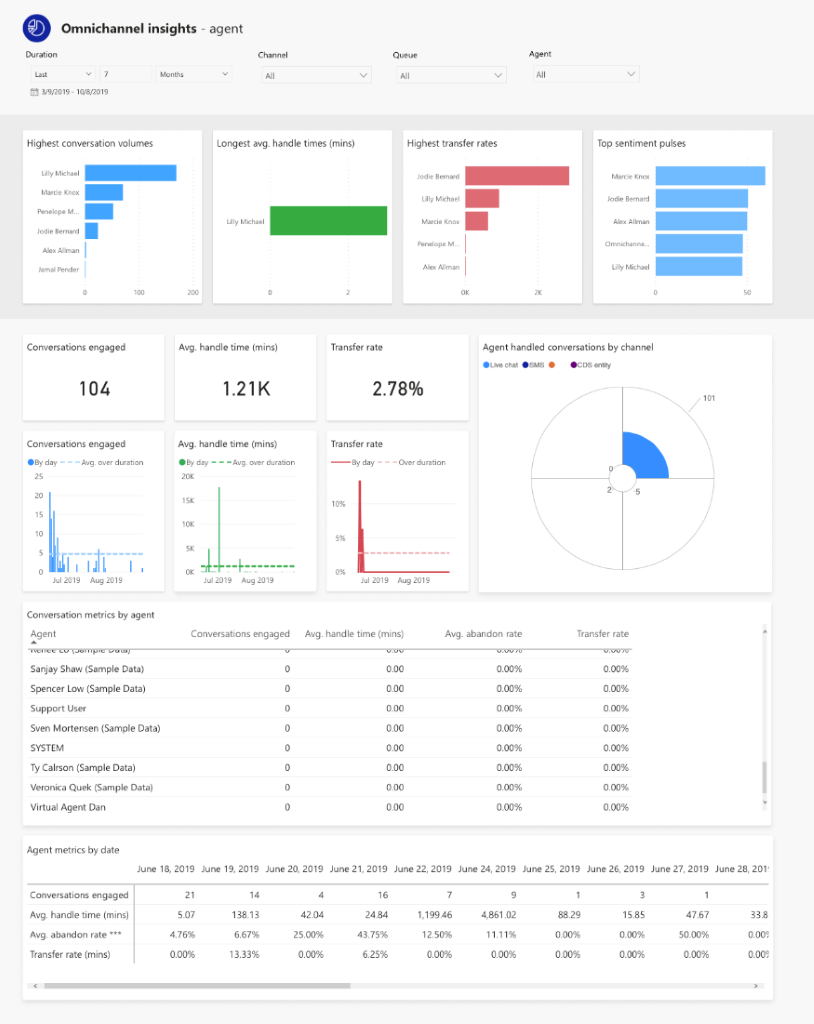 Omnichannel insights - agent
Duration Channel Queue Agent
Last 7 Months All All All
3/9/2019 - 10/8/2019
Highest conversation volumes
Lilly Michael
Marcie Knox
Penelope M...
Jodie Bernard
Alex Allman
Jamal Pender
0 100 200
Longest avg. handle times (mins)
Lilly Michael
0 2
Highest transfer rates
Jodie Bernard
Lilly Michael
Marcie Knox
Penelope M...
Alex Allman
0K 2K
Top sentiment pulses
Marcie Knox
Jodie Bernard
Alex Allman
Omnichanne...
Lilly Michael
0 50
Conversations engaged
104
Avg. handle time (mins)
1.21K
Transfer rate
2.78%
Agent handled conversations by channel
Live chat SMS CDS entity
101
0
2 5
Conversations engaged
By day Avg. over duration
25
20
15
10
5
0
Jul 2019 Aug 2019
Avg. handle time (mins)
By day Avg. over duration
20K
15K
10K
5K
0K
Jul 2019 Aug 2019
Transfer rate
By day Over duration
10%
5%
0%
Jul 2019 Aug 2019
Conversation metrics by agent
Agent Conversations engaged Avg. handle time (mins) Avg. abandon rate Transfer rate
Sanjay Shaw (Sample Data) 0 0.00 0.00% 0.00%
Spencer Low (Sample Data) 0 0.00 0.00% 0.00%
Support User 0 0.00 0.00% 0.00%
Sven Mortensen (Sample Data) 0 0.00 0.00% 0.00%
SYSTEM 0 0.00 0.00% 0.00%
Ty Calrson (Sample Data) 0 0.00 0.00% 0.00%
Veronica Quek (Sample Data) 0 0.00 0.00% 0.00%
Virtual Agent Dan 0 0.00 0.00% 0.00%
Agent metrics by date
June 18, 2019 June 19, 2019 June 20, 2019 June 21, 2019 June 22, 2019 June 24, 2019 June 25, 2019 June 26, 2019 June 27, 2019 June 28, 201
Conversations engaged 21 14 4 16 7 9 1 3 1
Avg. handle time (mins) 5.07 138.13 42.04 24.84 1,199.46 4,861.02 88.29 15.85 47.67 33.8
Avg. abandon rate *** 4.76% 6.67% 25.00% 43.75% 12.50% 11.11% 0.00% 0.00% 50.00% 0.00
Transfer rate (mins) 0.00% 13.33% 0.00% 6.25% 0.00% 0.00% 0.00% 0.00% 0.00% 0.00